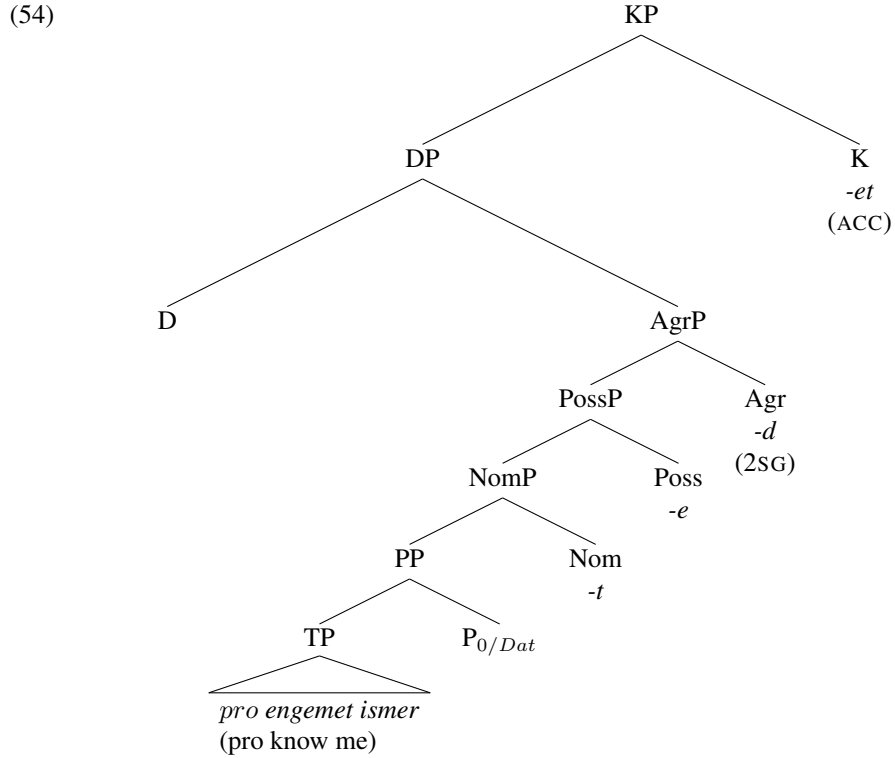 (54)
KP
DP
K
-et
(ACC)
D
AgrP
PossP
Agr
-d
(2SG)
NomP
Poss
-e
PP
Nom
-t
TP
P0/Dat
pro engemet ismer
(pro know me)